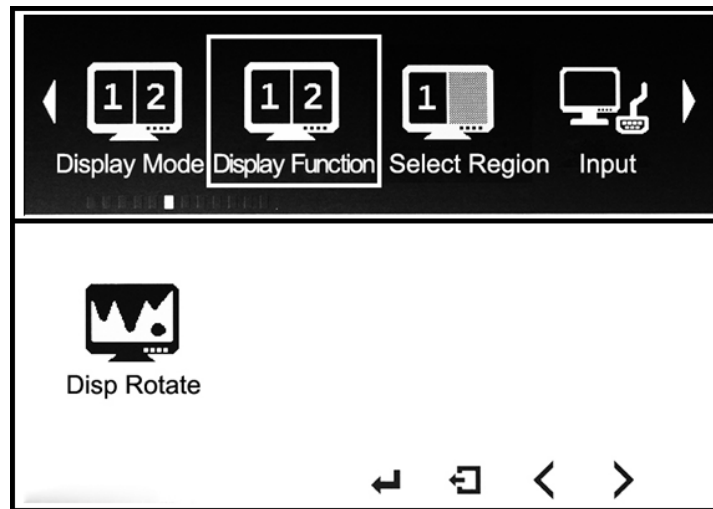 1 2
1 2
1
Display Mode
Display Function
Select Region
Input
Disp Rotate